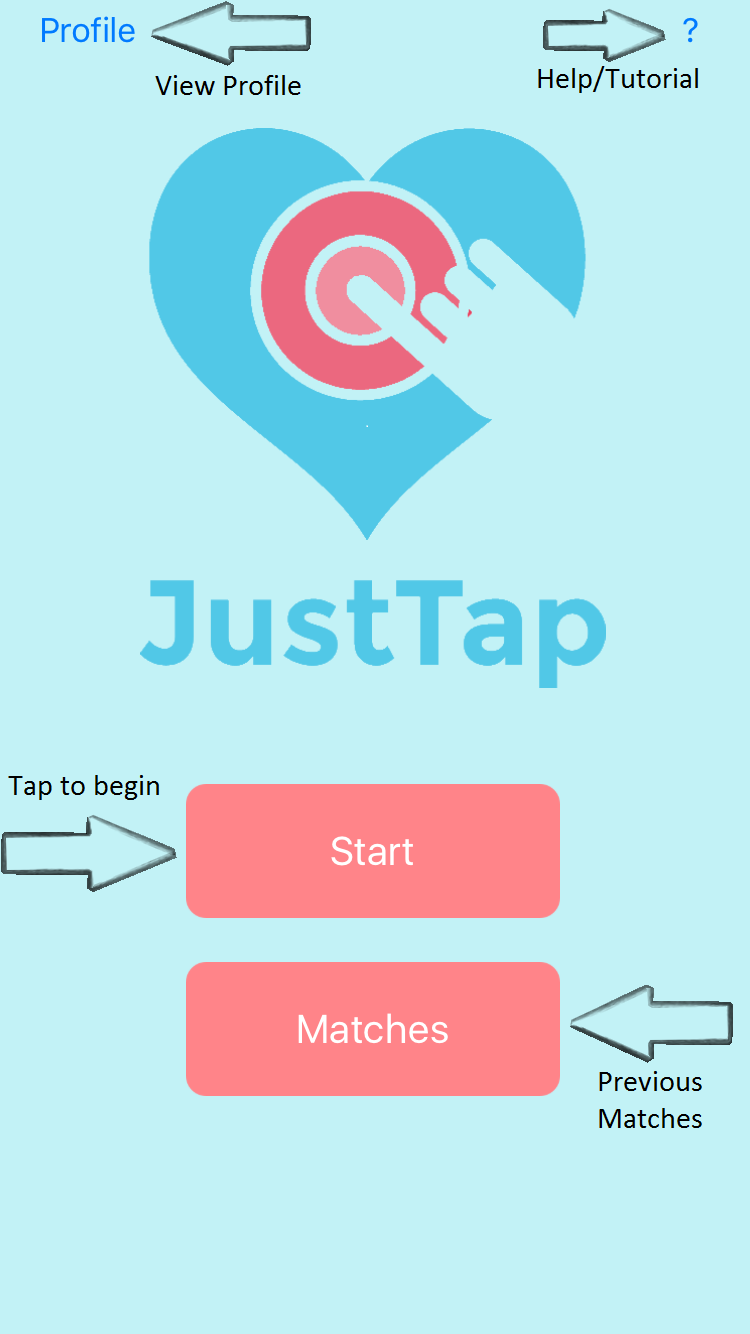 Profile
?
View Profile
Help/Tutorial
JustTap
Tap to begin
Start
Matches
Previous
Matches